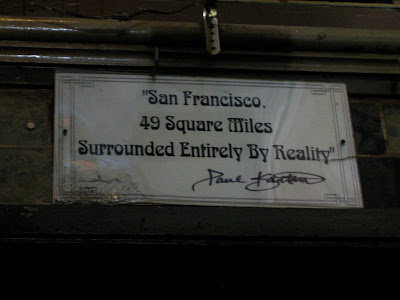 "San Francisco.
49 Square Miles
Surrounded Entirely By Reality"
Paul Kantner